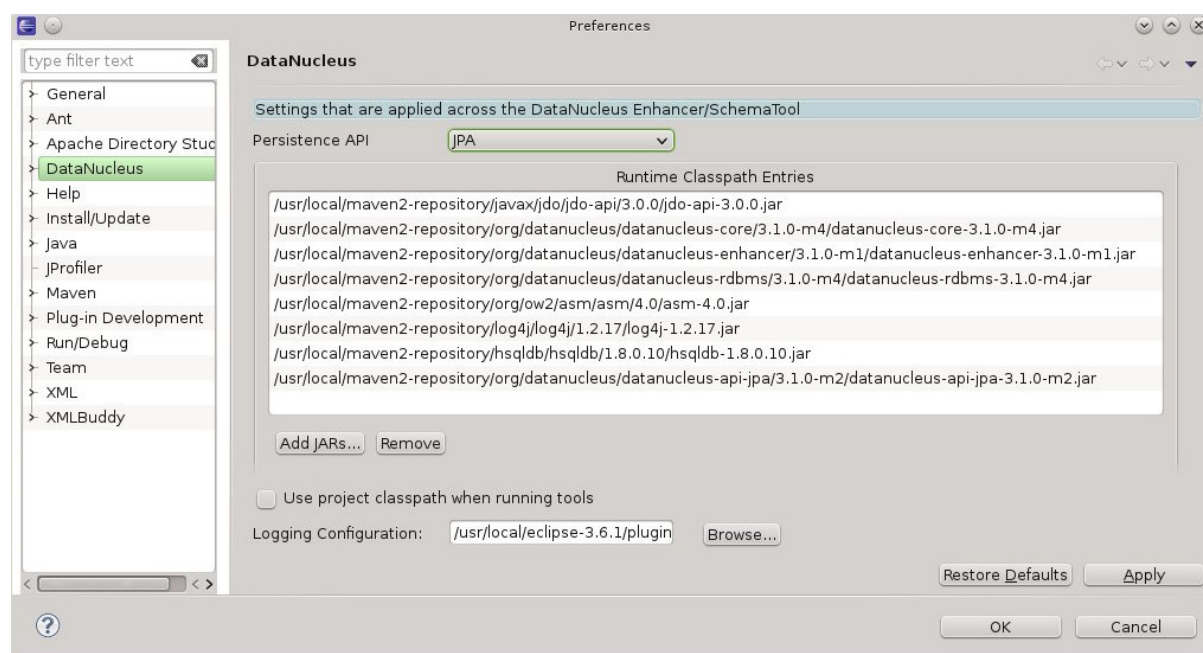 Preferences
type filter text
General
Ant
Apache Directory Stud
DataNucleus
Help
Install/Update
Java
JProfiler
Maven
Plug-in Development
Run/Debug
Team
XML
XMLBuddy
DataNucleus
Settings that are applied across the DataNucleus Enhancer/SchemaTool
Persistence API JPA
Runtime Classpath Entries
/usr/local/maven2-repository/javax/jdo/jdo-api/3.0.0/jdo-api-3.0.0.jar
/usr/local/maven2-repository/org/datanucleus/datanucleus-core/3.1.0-m4/datanucleus-core-3.1.0-m4.jar
/usr/local/maven2-repository/org/datanucleus/datanucleus-enhancer/3.1.0-m1/datanucleus-enhancer-3.1.0-m1.jar
/usr/local/maven2-repository/org/datanucleus/datanucleus-rdbms/3.1.0-m4/datanucleus-rdbms-3.1.0-m4.jar
/usr/local/maven2-repository/org/ow2/asm/asm/4.0/asm-4.0.jar
/usr/local/maven2-repository/log4j/log4j/1.2.17/log4j-1.2.17.jar
/usr/local/maven2-repository/hsqldb/hsqldb/1.8.0.10/hsqldb-1.8.0.10.jar
/usr/local/maven2-repository/org/datanucleus/datanucleus-api-jpa/3.1.0-m2/datanucleus-api-jpa-3.1.0-m2.jar
Add JARs... Remove
Use project classpath when running tools
Logging Configuration: /usr/local/eclipse-3.6.1/plugin Browse...
Restore Defaults Apply
? OK Cancel